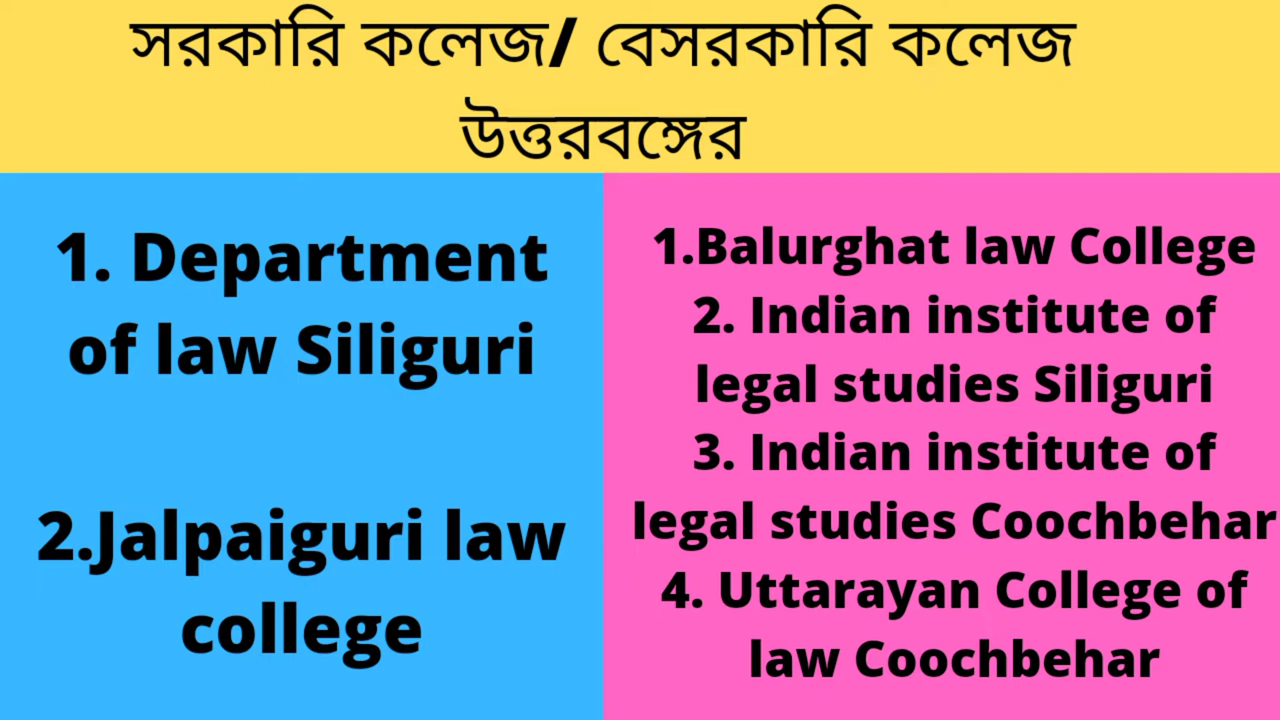 সরকারি কলেজ/ বেসরকারি কলেজ
উত্তরবঙ্গের
1. Department
of law Siliguri
2.Jalpaiguri law
college
1.Balurghat law College
2. Indian institute of
legal studies Siliguri
3. Indian institute of
legal studies Coochbehar
4. Uttarayan College of
law Coochbehar